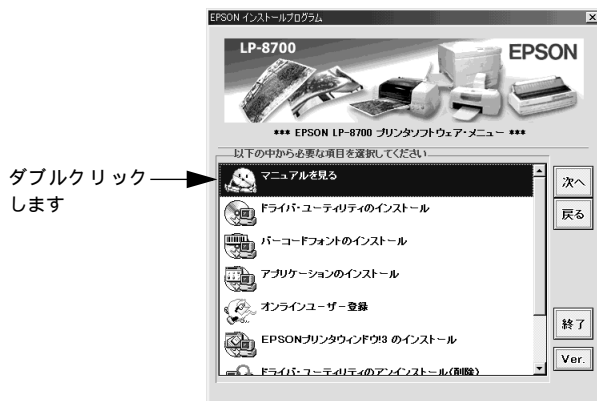 EPSON インストールプログラム
LP-8700
EPSON
*** EPSON LP-8700 プリンタソフトウェア・メニュー ***
以下の中から必要な項目を選択してください
ダブルクリック
します
マニュアルを見る
ドライバ・ユーティリティのインストール
バーコードフォントのインストール
アプリケーションのインストール
オンラインユーザー登録
EPSONプリンタウィンドウ!3 のインストール
ドライバ・ユーティリティのアンインストール(削除)
次へ
戻る
終了
Ver.